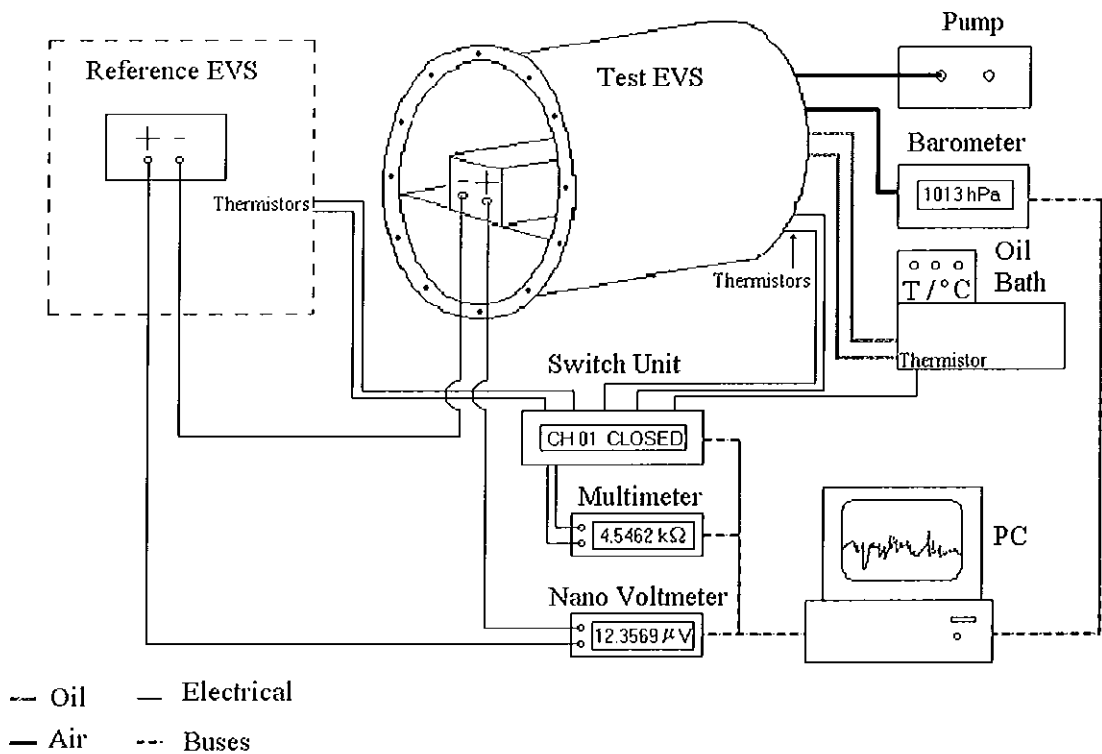 Pump
Reference EVS
Test EVS
+ -
Barometer
- +
1013 hPa
Thermistors
Oil
Bath
T / °C
Thermistors
Thermistor
Switch Unit
CH 01 CLOSED
Multimeter
4.5462 kΩ
PC
Nano Voltmeter
12.3569 μV
Oil
Electrical
Air
Buses